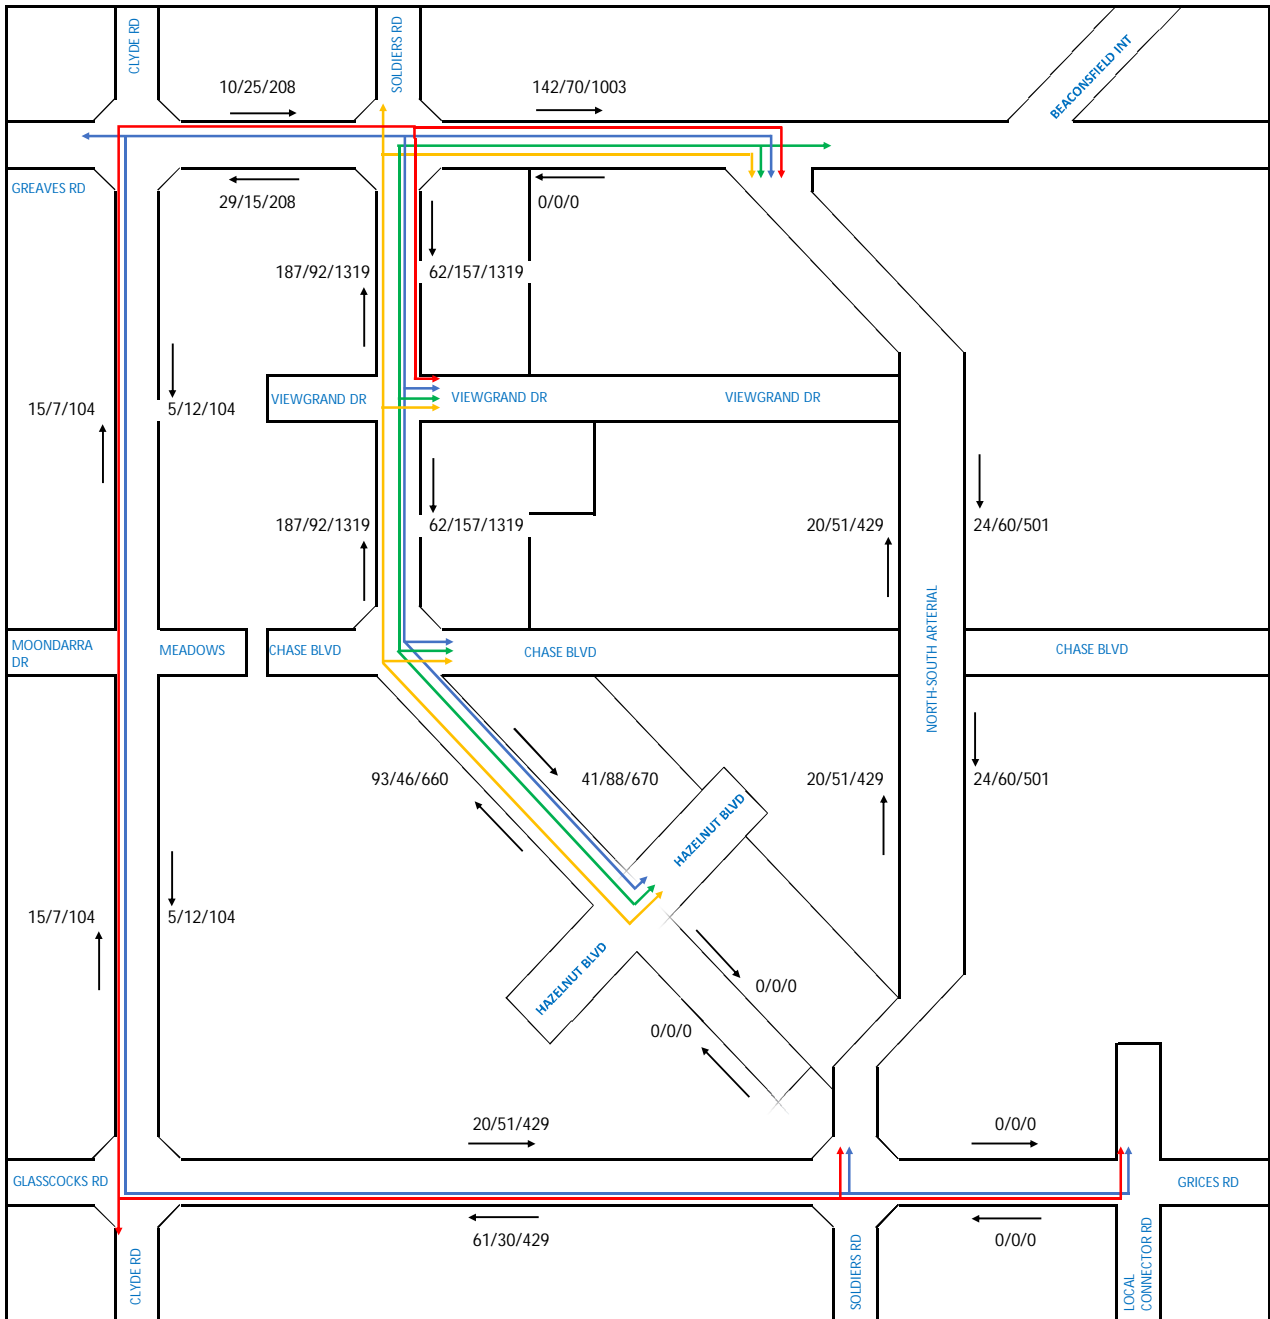 CLYDE RD
SOLDIERS RD
BEACONSFIELD INT
10/25/208
142/70/1003
GREAVES RD
29/15/208
0/0/0
187/92/1319
62/157/1319
15/7/104
5/12/104
VIEWGRAND DR
VIEWGRAND DR
VIEWGRAND DR
187/92/1319
62/157/1319
20/51/429
24/60/501
NORTH-SOUTH ARTERIAL
MOONDARRA
DR
MEADOWS
CHASE BLVD
CHASE BLVD
CHASE BLVD
93/46/660
41/88/670
20/51/429
24/60/501
HAZELNUT BLVD
15/7/104
5/12/104
HAZELNUT BLVD
0/0/0
0/0/0
20/51/429
0/0/0
GLASSCOCKS RD
GRICES RD
61/30/429
0/0/0
CLYDE RD
SOLDIERS RD
LOCAL
CONNECTOR RD